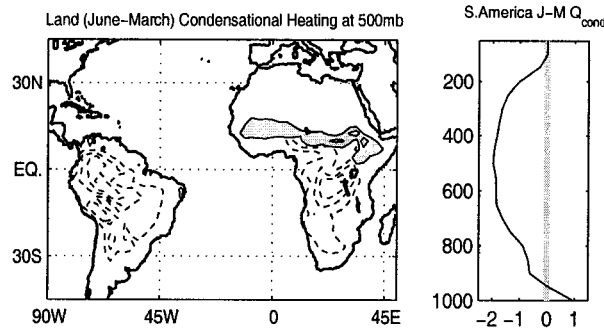 Land (June-March) Condensational Heating at 500mb
30N
EQ.
30S
90W 45W 0 45E
S.America J-M Q_cond
200
400
600
800
1000
-2 -1 0 1